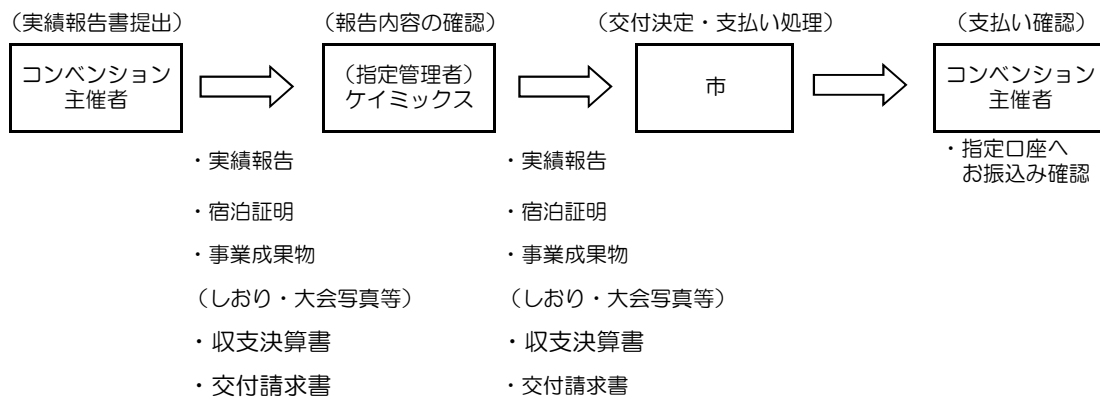 (実績報告書提出)
(報告内容の確認)
(交付決定・支払い処理)
(支払い確認)
コンベンション
主催者
(指定管理者)
ケイミックス
市
コンベンション
主催者
・指定口座へ
お振込み確認
・実績報告
・宿泊証明
・事業成果物
(しおり・大会写真等)
・収支決算書
・交付請求書
・実績報告
・宿泊証明
・事業成果物
(しおり・大会写真等)
・収支決算書
・交付請求書